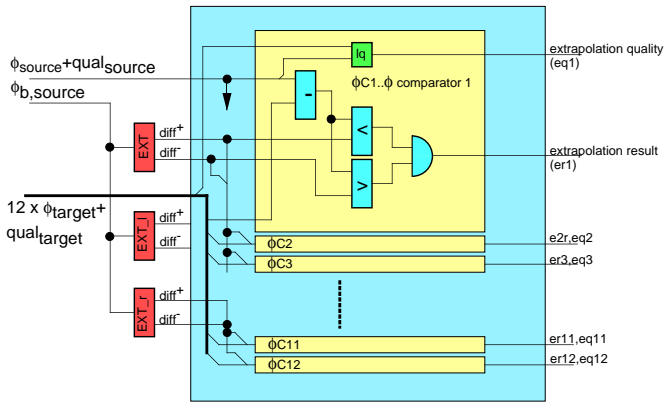 ϕsource+qualsource
ϕb,source
lq
extrapolation quality
(eq1)
-
ϕC1..ϕ comparator 1
EXT
diff+
diff-
<
>
extrapolation result
(er1)
12 x ϕtarget+
qualtarget
EXT_l
diff+
diff-
ϕC2
e2r,eq2
ϕC3
er3,eq3
EXT_r
diff+
diff-
ϕC11
er11,eq11
ϕC12
er12,eq12